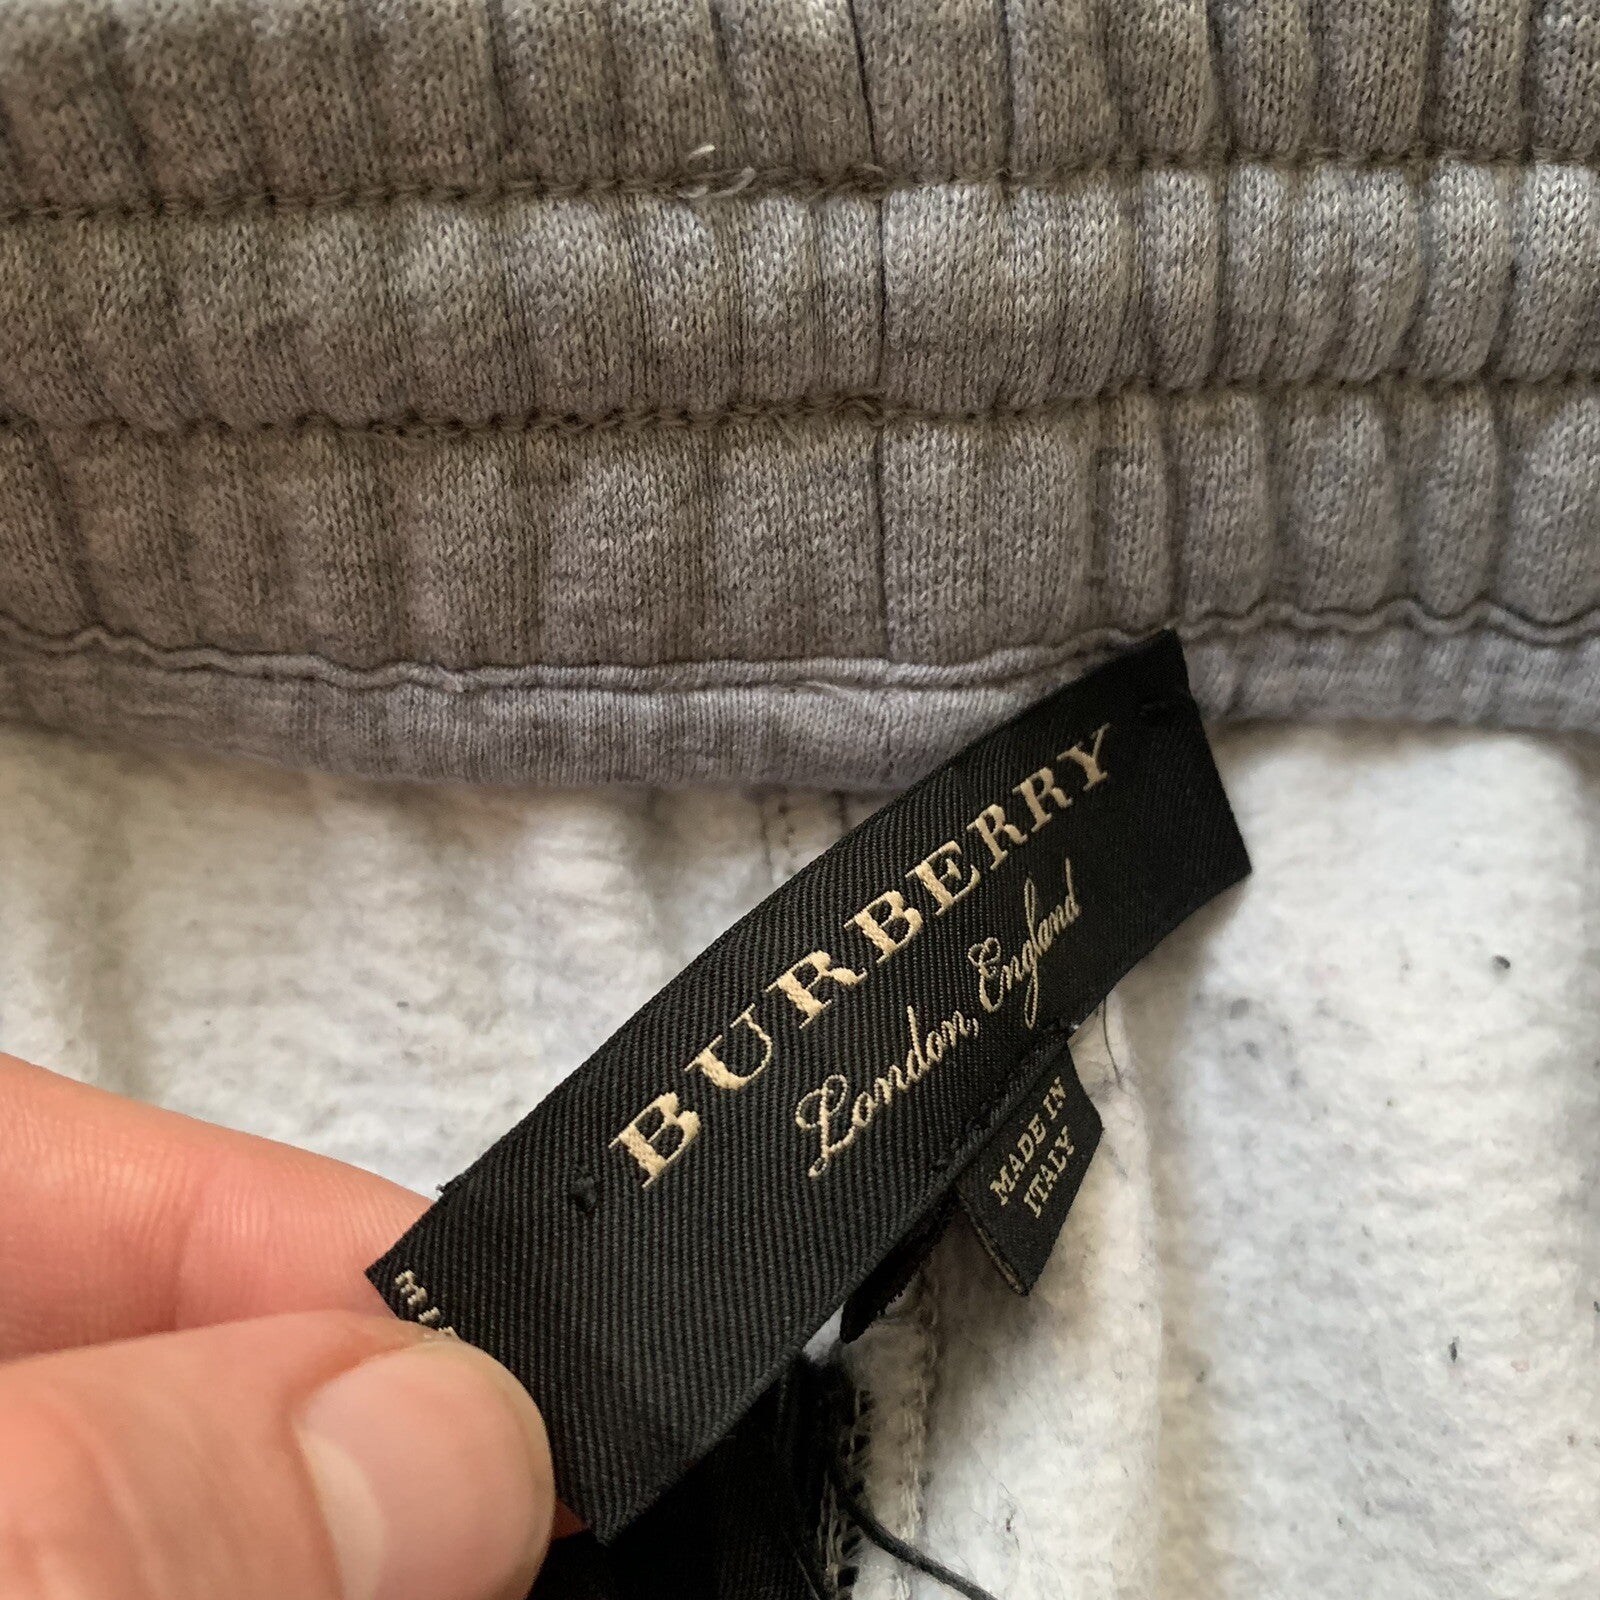 BURBERRY
London, England
MADE IN
ITALY